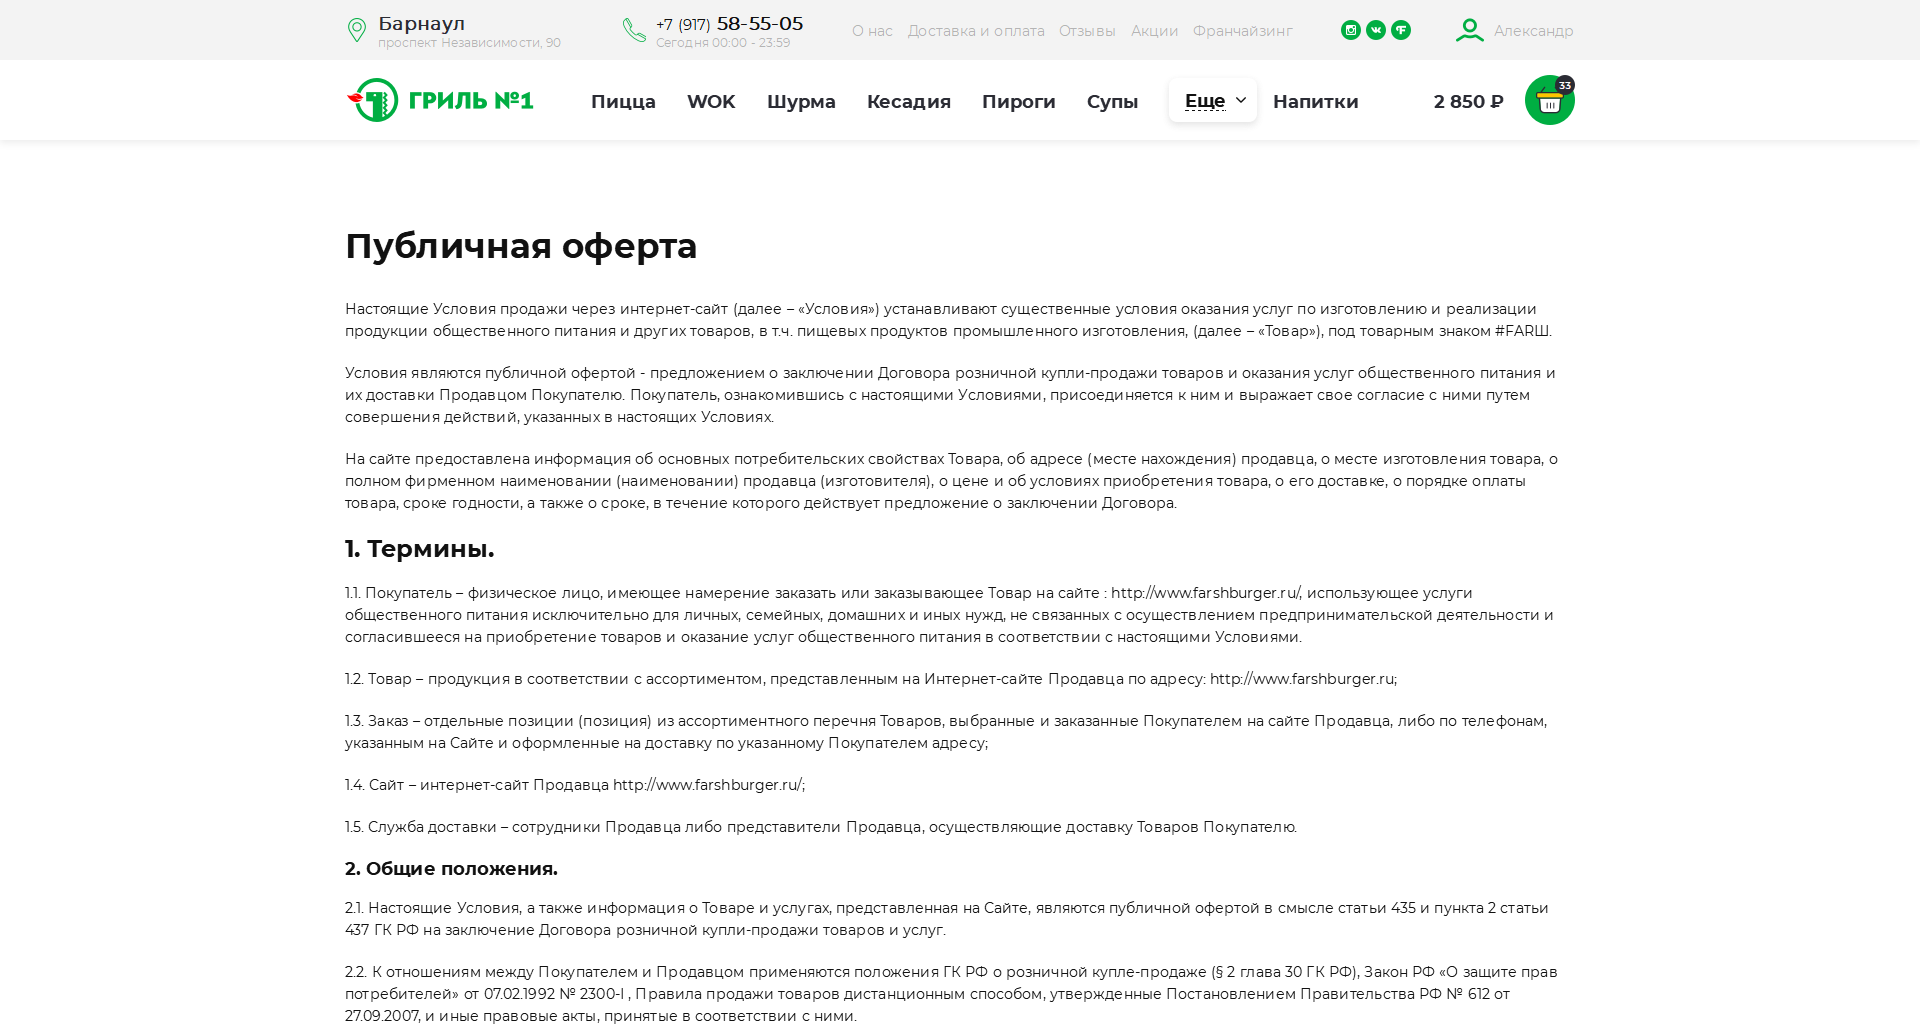 Барнаул
проспект Независимости, 90
+7 (917) 58-55-05
Сегодня 00:00 - 23:59
О нас Доставка и оплата Отзывы Акции Франчайзинг
Александр
ГРИЛЬ №1
Пицца WOK Шурма Кесадия Пироги Супы Еще Напитки
2 850 ₽
33
Публичная оферта
Настоящие Условия продажи через интернет-сайт (далее – «Условия») устанавливают существенные условия оказания услуг по изготовлению и реализации
продукции общественного питания и других товаров, в т.ч. пищевых продуктов промышленного изготовления, (далее – «Товар»), под товарным знаком #FARШ.
Условия являются публичной офертой - предложением о заключении Договора розничной купли-продажи товаров и оказания услуг общественного питания и
их доставки Продавцом Покупателю. Покупатель, ознакомившись с настоящими Условиями, присоединяется к ним и выражает свое согласие с ними путем
совершения действий, указанных в настоящих Условиях.
На сайте предоставлена информация об основных потребительских свойствах Товара, об адресе (месте нахождения) продавца, о месте изготовления товара, о
полном фирменном наименовании (наименовании) продавца (изготовителя), о цене и об условиях приобретения товара, о его доставке, о порядке оплаты
товара, сроке годности, а также о сроке, в течение которого действует предложение о заключении Договора.
1. Термины.
1.1. Покупатель – физическое лицо, имеющее намерение заказать или заказывающее Товар на сайте : http://www.farshburger.ru/, использующее услуги
общественного питания исключительно для личных, семейных, домашних и иных нужд, не связанных с осуществлением предпринимательской деятельности и
согласившееся на приобретение товаров и оказание услуг общественного питания в соответствии с настоящими Условиями.
1.2. Товар – продукция в соответствии с ассортиментом, представленным на Интернет-сайте Продавца по адресу: http://www.farshburger.ru;
1.3. Заказ – отдельные позиции (позиция) из ассортиментного перечня Товаров, выбранные и заказанные Покупателем на сайте Продавца, либо по телефонам,
указанным на Сайте и оформленные на доставку по указанному Покупателем адресу;
1.4. Сайт – интернет-сайт Продавца http://www.farshburger.ru/;
1.5. Служба доставки – сотрудники Продавца либо представители Продавца, осуществляющие доставку Товаров Покупателю.
2. Общие положения.
2.1. Настоящие Условия, а также информация о Товаре и услугах, представленная на Сайте, являются публичной офертой в смысле статьи 435 и пункта 2 статьи
437 ГК РФ на заключение Договора розничной купли-продажи товаров и услуг.
2.2. К отношениям между Покупателем и Продавцом применяются положения ГК РФ о розничной купле-продаже (§ 2 глава 30 ГК РФ), Закон РФ «О защите прав
потребителей» от 07.02.1992 № 2300-I , Правила продажи товаров дистанционным способом, утвержденные Постановлением Правительства РФ № 612 от
27.09.2007, и иные правовые акты, принятые в соответствии с ними.